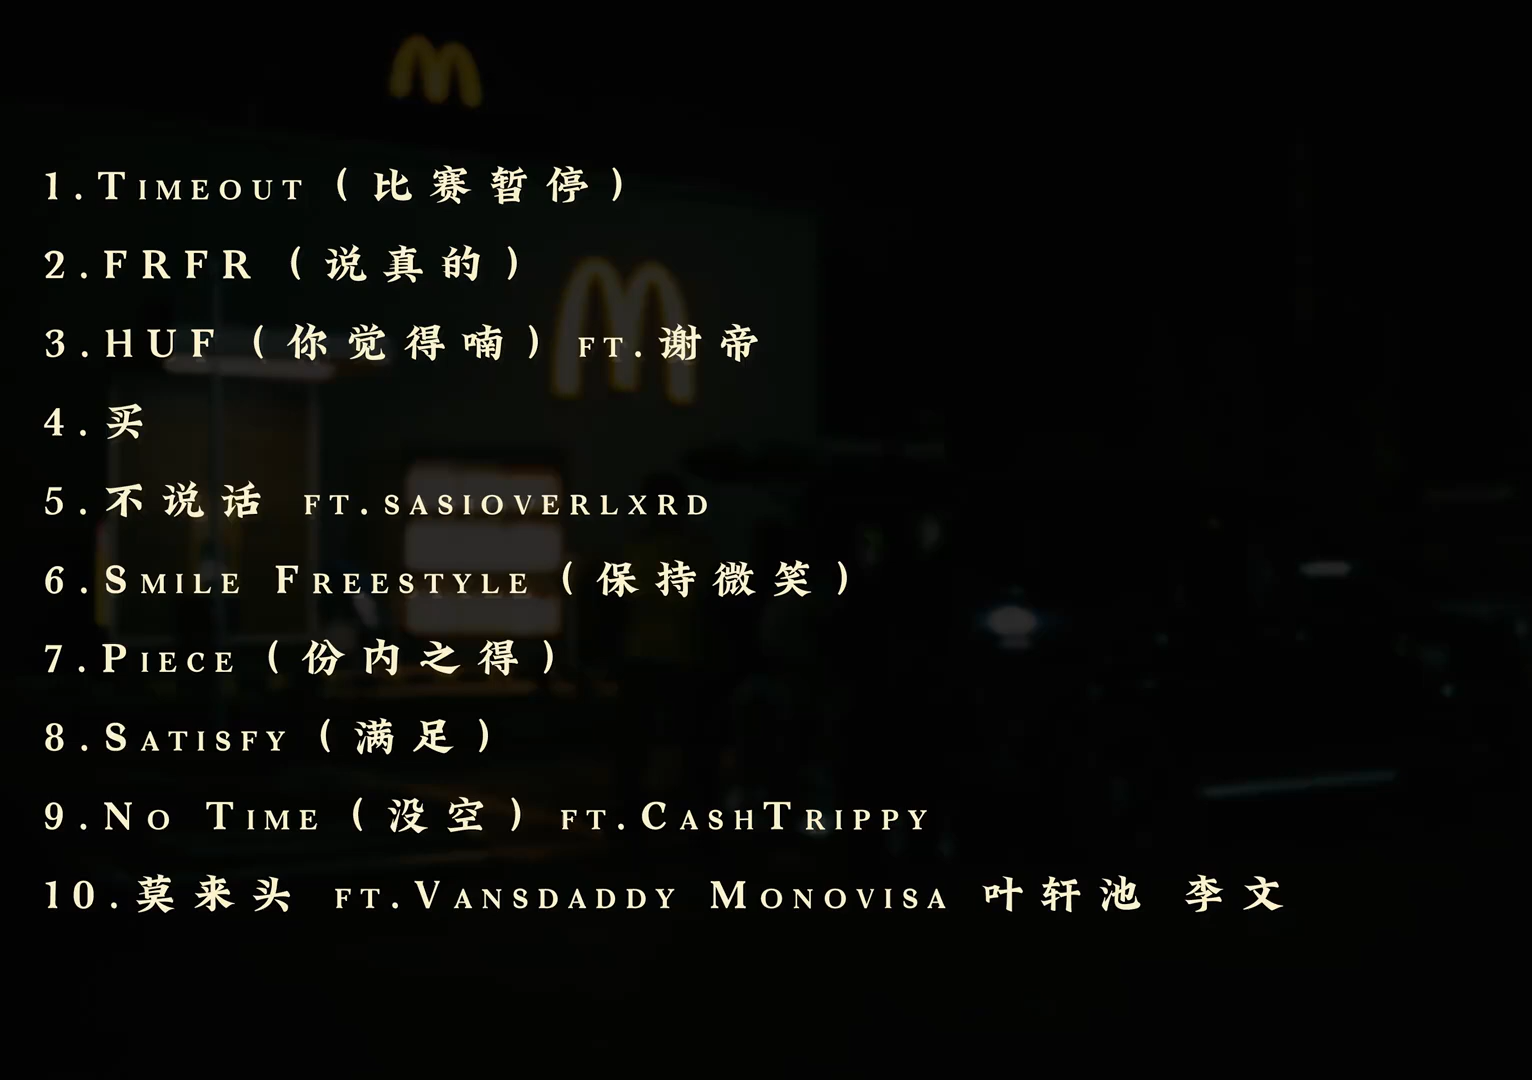 1.Timeout（比赛暂停）
2.FRFR（说真的）
3.HUF（你觉得喃）ft.谢帝
4.买
5.不说话 ft.sasioverlxrd
6.Smile Freestyle（保持微笑）
7.Piece（份内之得）
8.Satisfy（满足）
9.No Time（没空）ft.CashTrippy
10.莫来头 ft.Vansdaddy Monovisa 叶轩池 李文